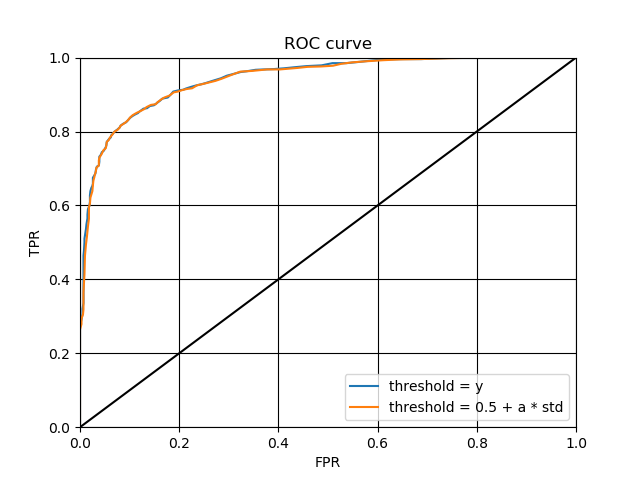 ROC curve
1.0
0.8
0.6
0.4
0.2
0.0
TPR
threshold = y
threshold = 0.5 + a * std
0.0 0.2 0.4 0.6 0.8 1.0
FPR